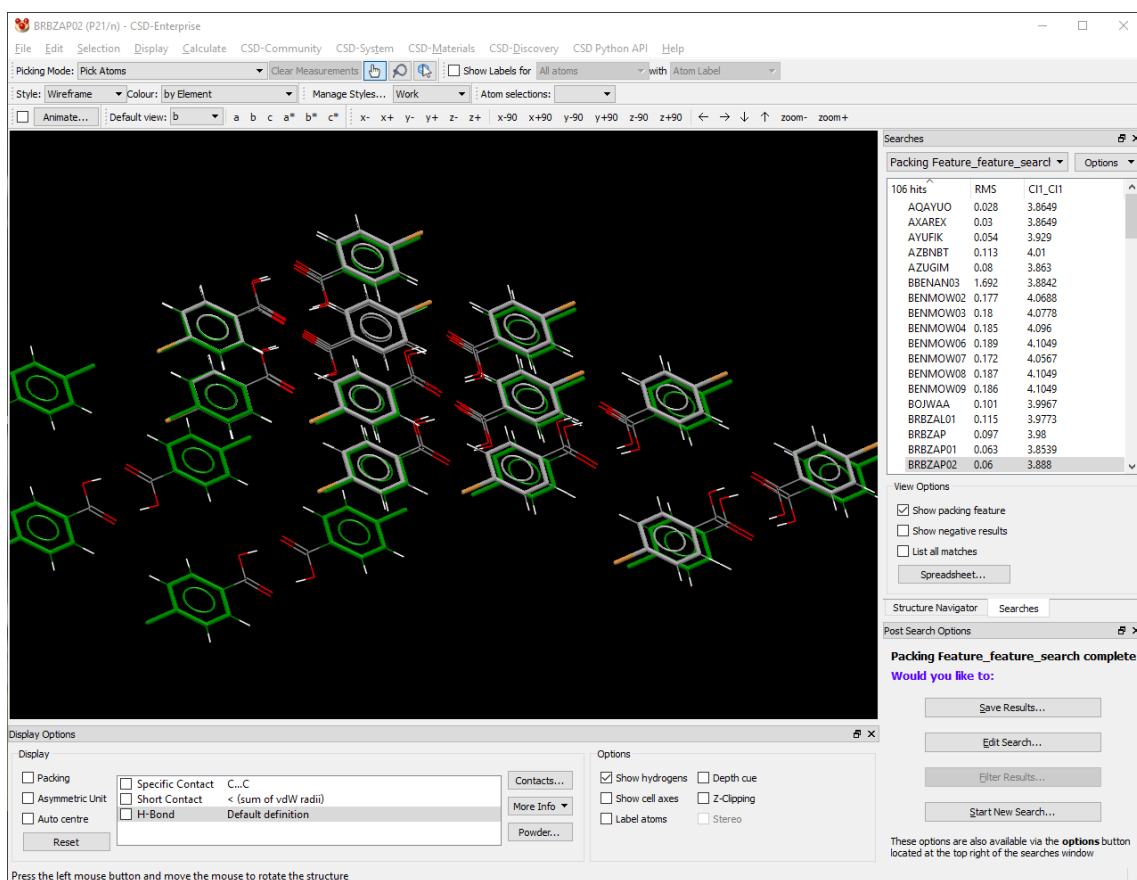 BRBZAP02 (P21/n) - CSD-Enterprise
File Edit Selection Display Calculate CSD-Community CSD-System CSD-Materials CSD-Discovery CSD Python API Help
Picking Mode: Pick Atoms Clear Measurements Show Labels for All atoms with Atom Label
Style: Wireframe Colour: by Element Manage Styles... Work Atom selections:
Animate... Default view: b a b c a* b* c* x- x+ y- y+ z- z+ x-90 x+90 y-90 y+90 z-90 z+90 ← → ↓ ↑ zoom- zoom+
Searches
Packing Feature_feature_search Options
106 hits RMS Cl1_Cl1
AQAYUO 0.028 3.8649
AXAREX 0.03 3.8649
AYUFIK 0.054 3.929
AZBNBT 0.113 4.01
AZUGIM 0.08 3.863
BBENAN03 1.692 3.8842
BENMOW02 0.177 4.0688
BENMOW03 0.18 4.0778
BENMOW04 0.185 4.096
BENMOW06 0.189 4.1049
BENMOW07 0.172 4.0567
BENMOW08 0.187 4.1049
BENMOW09 0.186 4.1049
BOJWAA 0.101 3.9967
BRBZAL01 0.115 3.9773
BRBZAP 0.097 3.98
BRBZAP01 0.063 3.8539
BRBZAP02 0.06 3.888
View Options
Show packing feature
Show negative results
List all matches
Spreadsheet...
Structure Navigator Searches
Post Search Options
Packing Feature_feature_search complete
Would you like to:
Save Results...
Edit Search...
Filter Results...
Start New Search...
These options are also available via the options button
located at the top right of the searches window
Display Options
Display
Packing
Asymmetric Unit
Auto centre
Reset
Specific Contact C...C
Short Contact < (sum of vdW radii)
H-Bond Default definition
Contacts...
More Info
Powder...
Options
Show hydrogens Depth cue
Show cell axes Z-Clipping
Label atoms Stereo
Press the left mouse button and move the mouse to rotate the structure